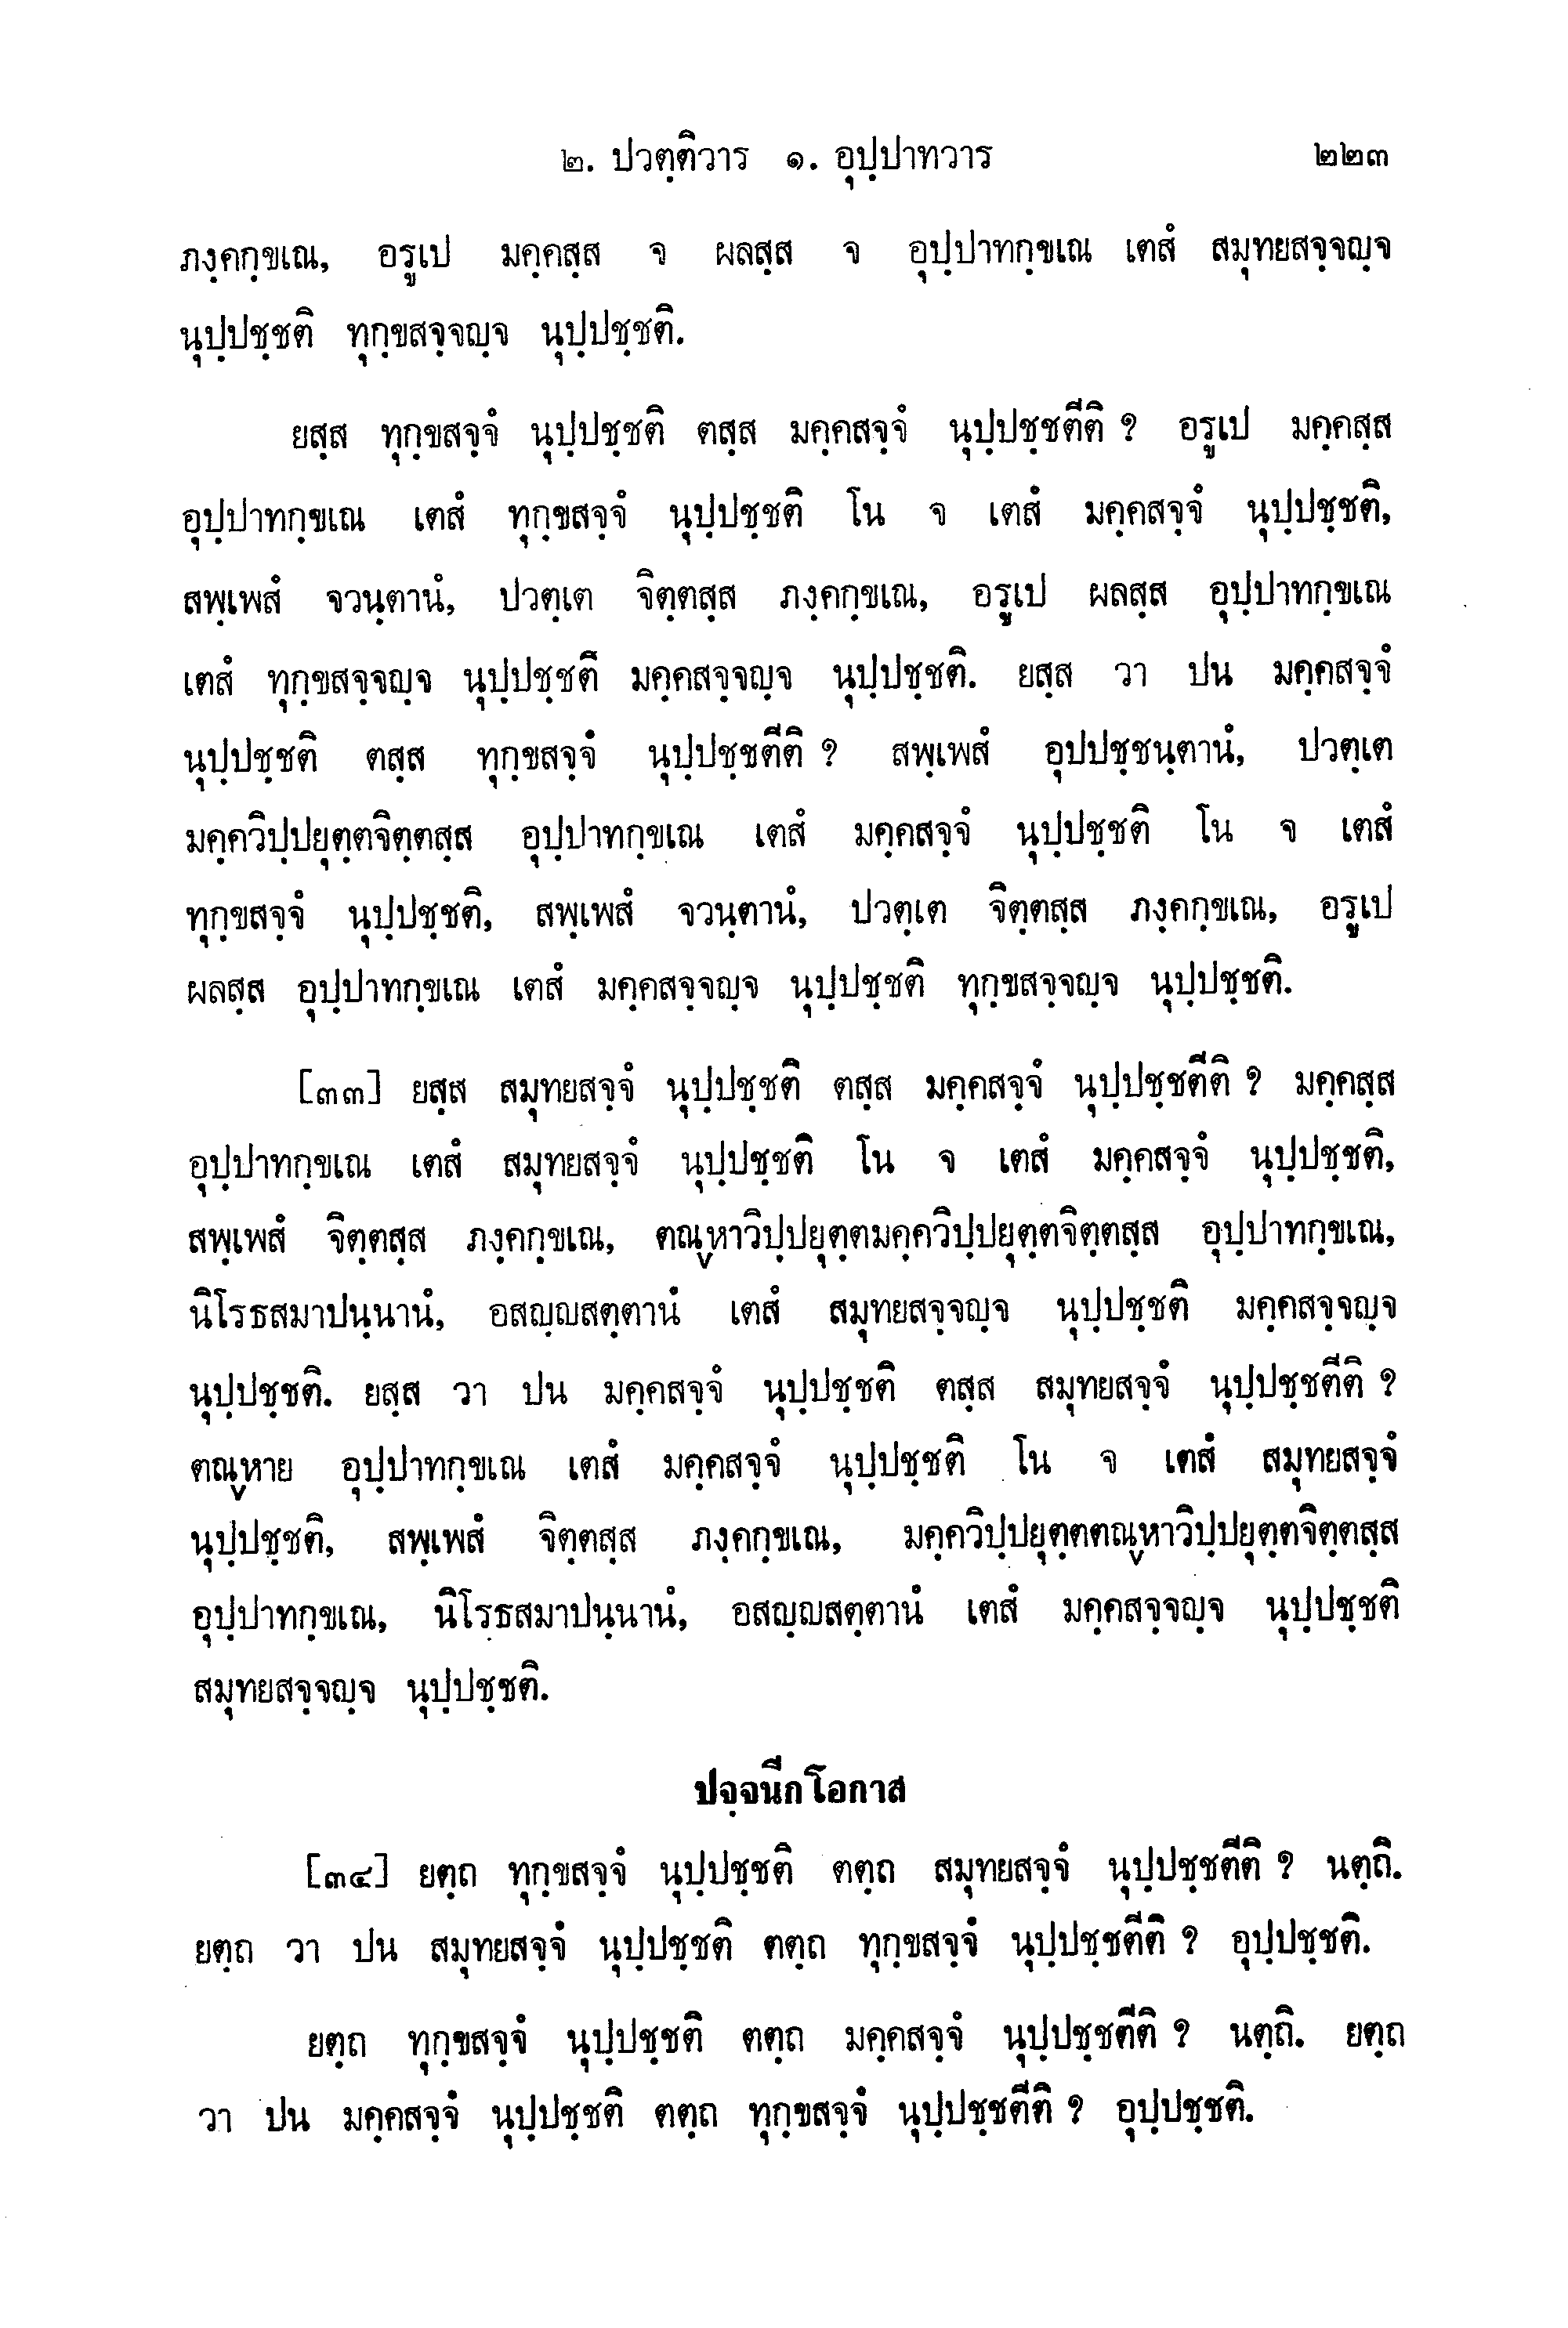 ๒. ปวตฺติวาร ๑. อุปฺปาทวาร ๒๒๓
ภงฺคกฺขเณ, อรูเป มคฺคสฺส จ ผลสฺส จ อุปฺปาทกฺขเณ เตสํ สมุทยสจฺจญฺจ
นุปฺปชฺชติ ทุกฺขสจฺจญฺจ นุปฺปชฺชติ.
ยสฺส ทุกฺขสจฺจํ นุปฺปชฺชติ ตสฺส มคฺคสจฺจํ นุปฺปชฺชตีติ ? อรูเป มคฺคสฺส
อุปฺปาทกฺขเณ เตสํ ทุกฺขสจฺจํ นุปฺปชฺชติ โน จ เตสํ มคฺคสจฺจํ นุปฺปชฺชติ,
สพฺเพสํ จวนฺตานํ, ปวตฺเต จิตฺตสฺส ภงฺคกฺขเณ, อรูเป ผลสฺส อุปฺปาทกฺขเณ
เตสํ ทุกฺขสจฺจญฺจ นุปฺปชฺชติ มคฺคสจฺจญฺจ นุปฺปชฺชติ. ยสฺส วา ปน มคฺคสจฺจํ
นุปฺปชฺชติ ตสฺส ทุกฺขสจฺจํ นุปฺปชฺชตีติ ? สพฺเพสํ อุปปชฺชนฺตานํ, ปวตฺเต
มคฺควิปฺปยุตฺตจิตฺตสฺส อุปฺปาทกฺขเณ เตสํ มคฺคสจฺจํ นุปฺปชฺชติ โน จ เตสํ
ทุกฺขสจฺจํ นุปฺปชฺชติ, สพฺเพสํ จวนฺตานํ, ปวตฺเต จิตฺตสฺส ภงฺคกฺขเณ, อรูเป
ผลสฺส อุปฺปาทกฺขเณ เตสํ มคฺคสจฺจญฺจ นุปฺปชฺชติ ทุกฺขสจฺจญฺจ นุปฺปชฺชติ.
[๓๓] ยสฺส สมุทยสจฺจํ นุปฺปชฺชติ ตสฺส มคฺคสจฺจํ นุปฺปชฺชตีติ ? มคฺคสฺส
อุปฺปาทกฺขเณ เตสํ สมุทยสจฺจํ นุปฺปชฺชติ โน จ เตสํ มคฺคสจฺจํ นุปฺปชฺชติ,
สพฺเพสํ จิตฺตสฺส ภงฺคกฺขเณ, ตณฺหาวิปฺปยุตฺตมคฺควิปฺปยุตฺตจิตฺตสฺส อุปฺปาทกฺขเณ,
นิโรธสมาปนฺนานํ, อสญฺญสตฺตานํ เตสํ สมุทยสจฺจญฺจ นุปฺปชฺชติ มคฺคสจฺจญฺจ
นุปฺปชฺชติ. ยสฺส วา ปน มคฺคสจฺจํ นุปฺปชฺชติ ตสฺส สมุทยสจฺจํ นุปฺปชฺชตีติ ?
ตณฺหาย อุปฺปาทกฺขเณ เตสํ มคฺคสจฺจํ นุปฺปชฺชติ โน จ เตสํ สมุทยสจฺจํ
นุปฺปชฺชติ, สพฺเพสํ จิตฺตสฺส ภงฺคกฺขเณ, มคฺควิปฺปยุตฺตตณฺหาวิปฺปยุตฺตจิตฺตสฺส
อุปฺปาทกฺขเณ, นิโรธสมาปนฺนานํ, อสญฺญสตฺตานํ เตสํ มคฺคสจฺจญฺจ นุปฺปชฺชติ
สมุทยสจฺจญฺจ นุปฺปชฺชติ.
ปจฺจนีกโอกาส
[๓๔] ยตฺถ ทุกฺขสจฺจํ นุปฺปชฺชติ ตตฺถ สมุทยสจฺจํ นุปฺปชฺชตีติ ? นตฺถิ.
ยตฺถ วา ปน สมุทยสจฺจํ นุปฺปชฺชติ ตตฺถ ทุกฺขสจฺจํ นุปฺปชฺชตีติ ? อุปฺปชฺชติ.
ยตฺถ ทุกฺขสจฺจํ นุปฺปชฺชติ ตตฺถ มคฺคสจฺจํ นุปฺปชฺชตีติ ? นตฺถิ. ยตฺถ
วา ปน มคฺคสจฺจํ นุปฺปชฺชติ ตตฺถ ทุกฺขสจฺจํ นุปฺปชฺชตีติ ? อุปฺปชฺชติ.